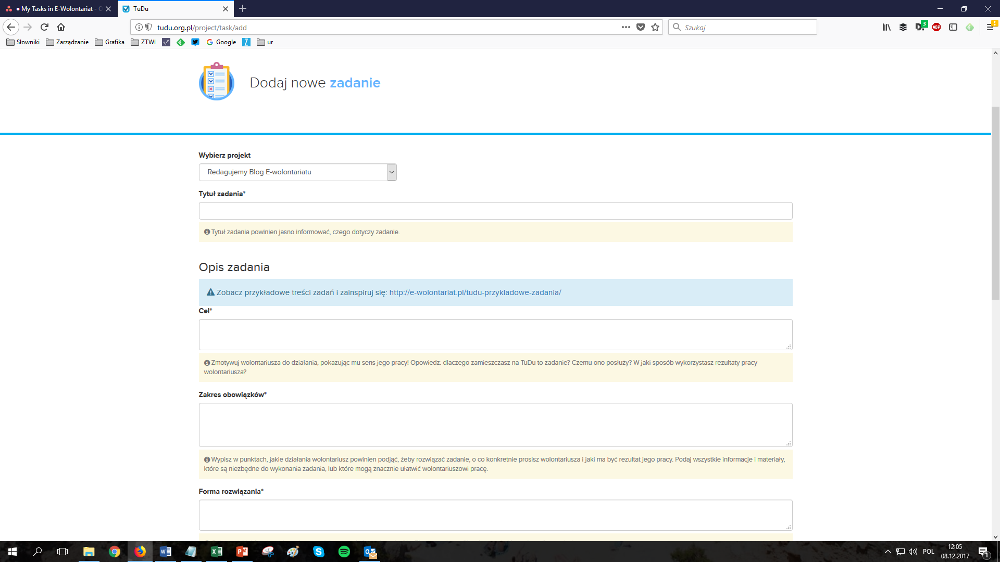 ● My Tasks in E-Wolontariat -
TuDu
tudu.org.pl/project/task/add
Szukaj
3
ABP
Słowniki
Zarządzanie
Grafika
ZTWI
Google
Z
ur
Dodaj nowe zadanie
Wybierz projekt
Redagujemy Blog E-wolontariatu
Tytuł zadania*
Tytuł zadania powinien jasno informować, czego dotyczy zadanie.
Opis zadania
Zobacz przykładowe treści zadań i zainspiruj się: http://e-wolontariat.pl/tudu-przykladowe-zadania/
Cel*
Zmotywuj wolontariusza do działania, pokazując mu sens jego pracy! Opowiedz: dlaczego zamieszczasz na TuDu to zadanie? Czemu ono posłuży? W jaki sposób wykorzystasz rezultaty pracy
wolontariusza?
Zakres obowiązków*
Wypisz w punktach, jakie działania wolontariusz powinien podjąć, żeby rozwiązać zadanie, o co konkretnie prosisz wolontariusza i jaki ma być rezultat jego pracy. Podaj wszystkie informacje i materiały,
które są niezbędne do wykonania zadania, lub które mogą znacznie ułatwić wolontariuszowi pracę.
Forma rozwiązania*
POL
12:05
08.12.2017
1